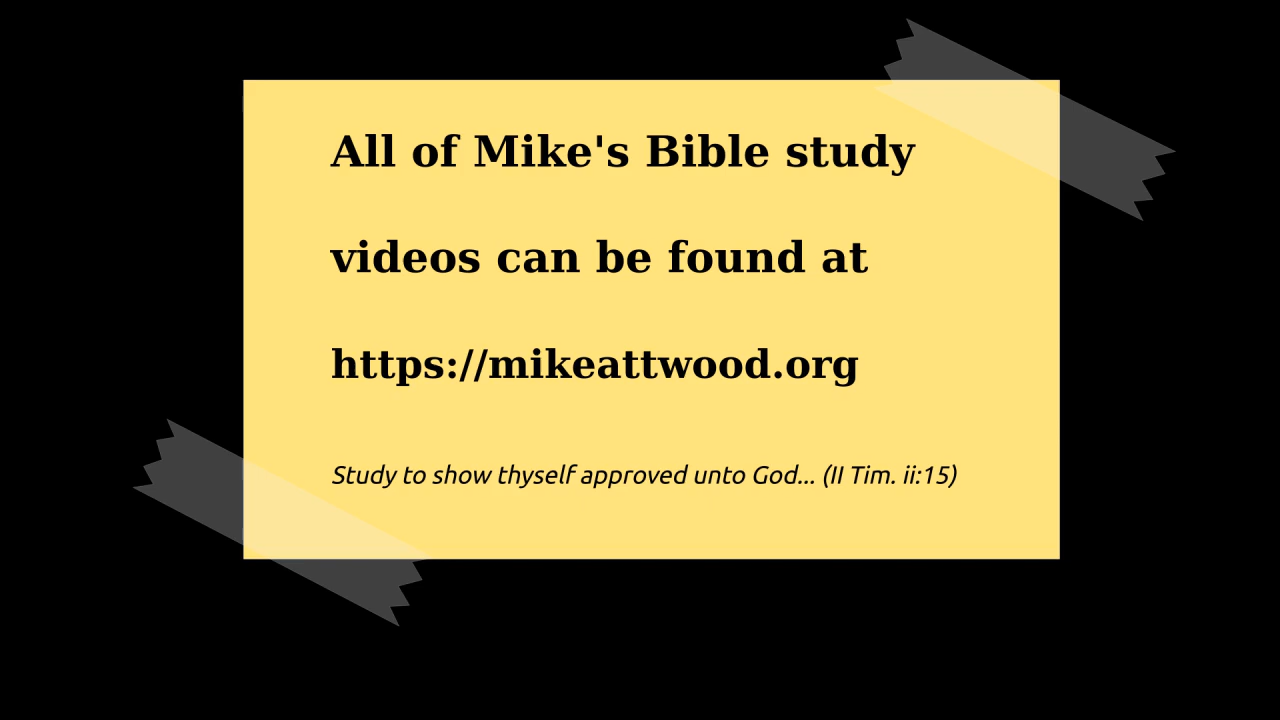 All of Mike's Bible study
videos can be found at
https://mikeattwood.org
Study to show thyself approved unto God... (II Tim. ii:15)